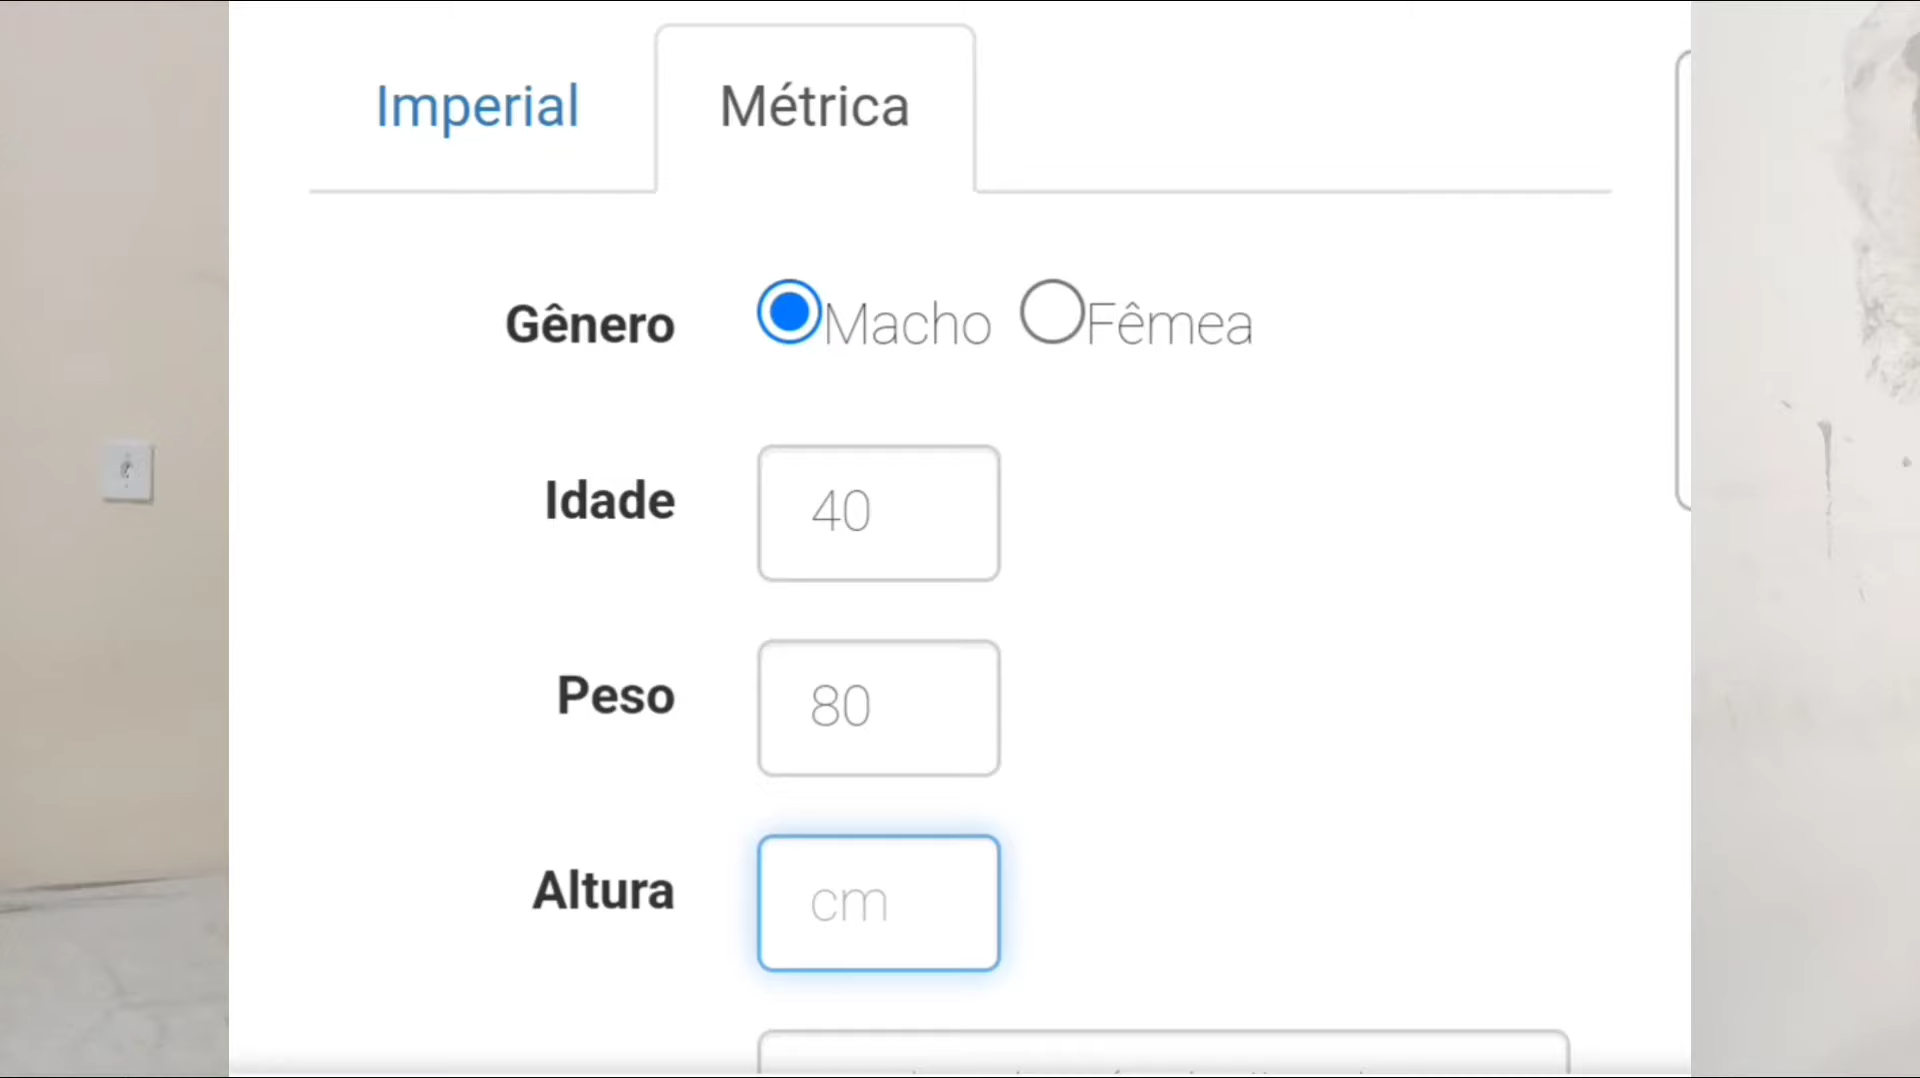 Imperial Métrica
Gênero Macho Fêmea
Idade 40
Peso 80
Altura cm